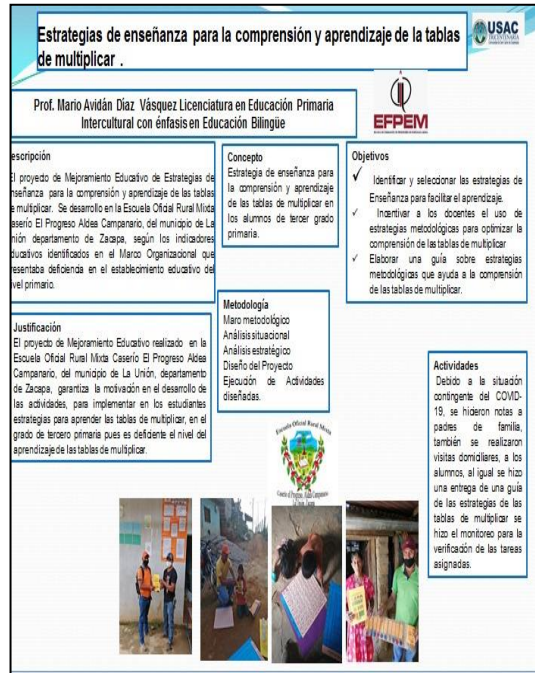 Estrategias de enseñanza para la comprensión y aprendizaje de la tablas
de multiplicar .
USAC
TRICENTENARIA
Prof. Mario Avidán Díaz Vásquez Licenciatura en Educación Primaria
Intercultural con énfasis en Educación Bilingüe
EFPEM
escripción
El proyecto de Mejoramiento Educativo de Estrategias de
nseñanza para la comprensión y aprendizaje de las tablas
e multiplicar. Se desarrollo en la Escuela Oficial Rural Mixta
Caserío El Progreso Aldea Campanario, del municipio de La
nión departamento de Zacapa, según los indicadores
ducativos identificados en el Marco Organizacional que
resentaba deficiencia en el establecimiento educativo del
ivel primario.
Concepto
Estrategia de enseñanza para
la comprensión y aprendizaje
de las tablas de multiplicar en
los alumnos de tercer grado
primaria.
Objetivos
✓ Identificar y seleccionar las estrategias de
Enseñanza para facilitar el aprendizaje.
✓ Incentivar a los docentes el uso de
estrategias metodológicas para optimizar la
comprensión de las tablas de multiplicar
✓ Elaborar una guía sobre estrategias
metodológicas que ayuda a la comprensión
de las tablas de multiplicar.
Justificación
El proyecto de Mejoramiento Educativo realizado en la
Escuela Oficial Rural Mixta Caserío El Progreso Aldea
Campanario, del municipio de La Unión, departamento
de Zacapa, garantiza la motivación en el desarrollo de
las actividades, para implementar en los estudiantes
estrategias para aprender las tablas de multiplicar, en el
grado de tercero primaria pues es deficiente el nivel del
aprendizaje de las tablas de multiplicar.
Metodología
Maro metodológico
Análisis situacional
Análisis estratégico
Diseño del Proyecto
Ejecución de Actividades
diseñadas.
Actividades
Debido a la situación
contingente del COVID-
19, se hicieron notas a
padres de familia,
también se realizaron
visitas domiciliares, a los
alumnos, al igual se hizo
una entrega de una guía
de las estrategias de las
tablas de multiplicar se
hizo el monitoreo para la
verificación de las tareas
asignadas.
Escuela Oficial Rural Mixta
Caserío el Progreso, Aldea Campanario